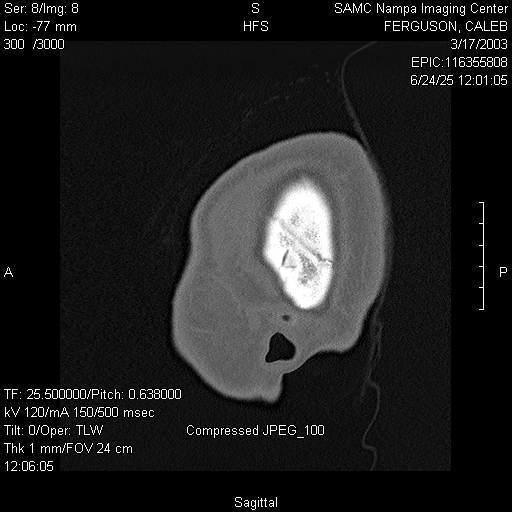 Ser: 8/Img: 8
S
SAMC Nampa Imaging Center
Loc: -77 mm
HFS
FERGUSON, CALEB
300 /3000
3/17/2003
EPIC:116355808
6/24/25 12:01:05
A
P
TF: 25.500000/Pitch: 0.638000
kV 120/mA 150/500 msec
Tilt: 0/Oper: TLW
Compressed JPEG_100
Thk 1 mm/FOV 24 cm
12:06:05
Sagittal